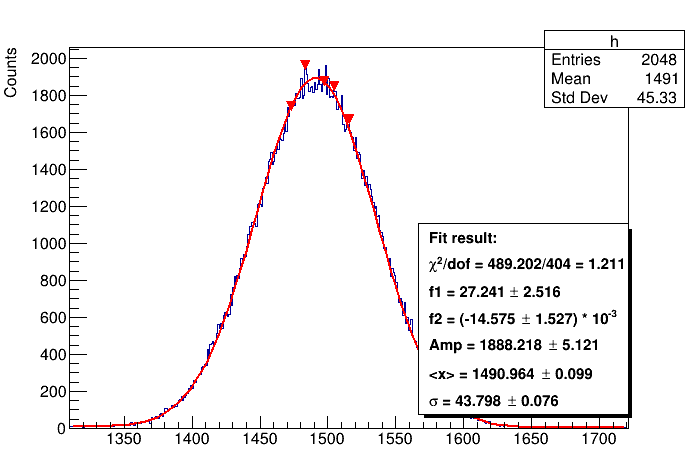 h
Entries 2048
Mean 1491
Std Dev 45.33
Counts
2000
1800
1600
1400
1200
1000
800
600
400
200
0
Fit result:
χ²/dof = 489.202/404 = 1.211
f1 = 27.241 ± 2.516
f2 = (-14.575 ± 1.527) * 10⁻³
Amp = 1888.218 ± 5.121
<x> = 1490.964 ± 0.099
σ = 43.798 ± 0.076
1350 1400 1450 1500 1550 1600 1650 1700